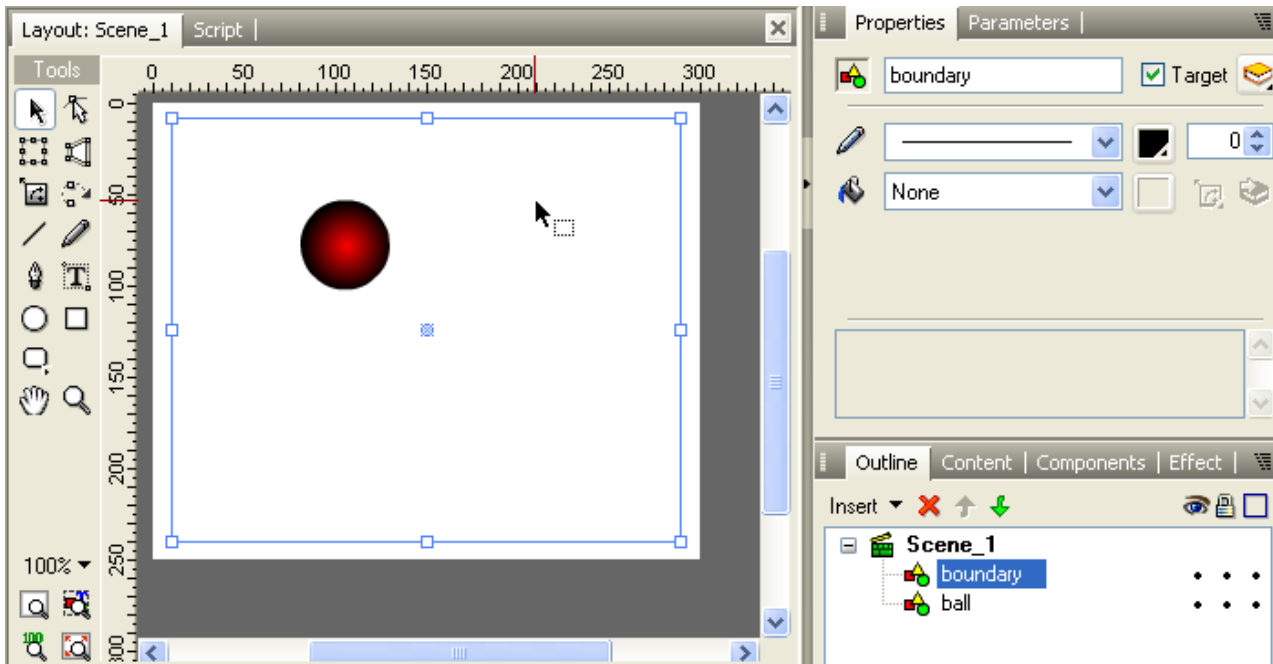 Layout: Scene_1 Script
Tools
0 50 100 150 200 250 300
0
50
100
150
200
250
300
100%
100
Properties Parameters
boundary Target
0
None
Outline Content Components Effect
Insert
Scene_1
boundary
ball